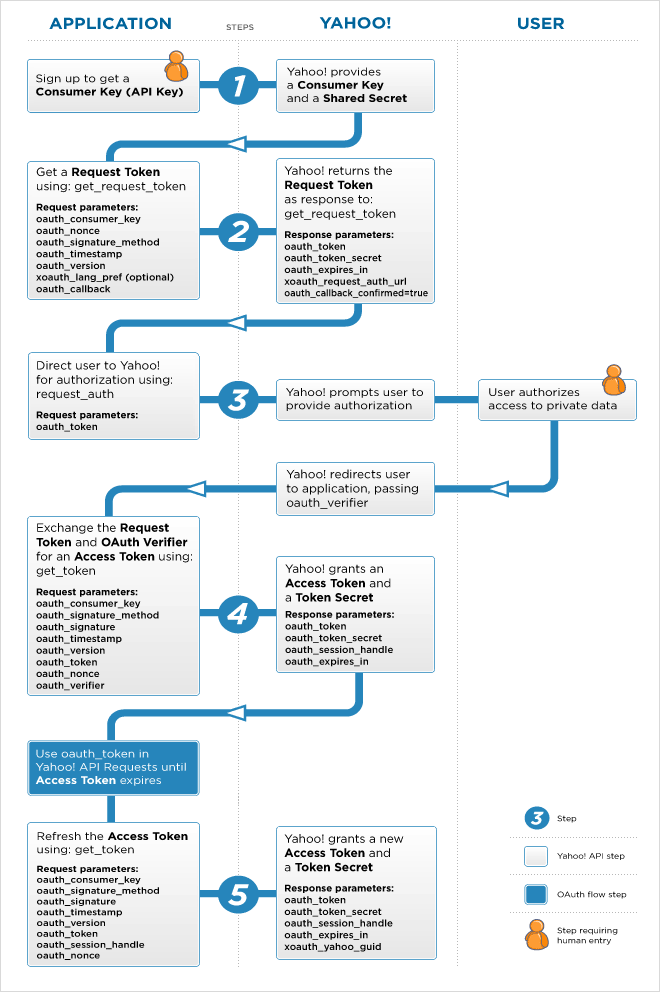 APPLICATION
STEPS
YAHOO!
USER
Sign up to get a
Consumer Key (API Key)
1
Yahoo! provides
a Consumer Key
and a Shared Secret
Get a Request Token
using: get_request_token
Request parameters:
oauth_consumer_key
oauth_nonce
oauth_signature_method
oauth_timestamp
oauth_version
xoauth_lang_pref (optional)
oauth_callback
2
Yahoo! returns the
Request Token
as response to:
get_request_token
Response parameters:
oauth_token
oauth_token_secret
oauth_expires_in
xoauth_request_auth_url
oauth_callback_confirmed=true
Direct user to Yahoo!
for authorization using:
request_auth
Request parameters:
oauth_token
3
Yahoo! prompts user to
provide authorization
User authorizes
access to private data
Yahoo! redirects user
to application, passing
oauth_verifier
Exchange the Request
Token and OAuth Verifier
for an Access Token using:
get_token
Request parameters:
oauth_consumer_key
oauth_signature_method
oauth_signature
oauth_timestamp
oauth_version
oauth_token
oauth_nonce
oauth_verifier
4
Yahoo! grants an
Access Token and
a Token Secret
Response parameters:
oauth_token
oauth_token_secret
oauth_session_handle
oauth_expires_in
Use oauth_token in
Yahoo! API Requests until
Access Token expires
Refresh the Access Token
using: get_token
Request parameters:
oauth_consumer_key
oauth_signature_method
oauth_signature
oauth_timestamp
oauth_version
oauth_token
oauth_session_handle
oauth_nonce
5
Yahoo! grants a new
Access Token and
a Token Secret
Response parameters:
oauth_token
oauth_token_secret
oauth_session_handle
oauth_expires_in
xoauth_yahoo_guid
3
Step
Yahoo! API step
OAuth flow step
Step requiring
human entry